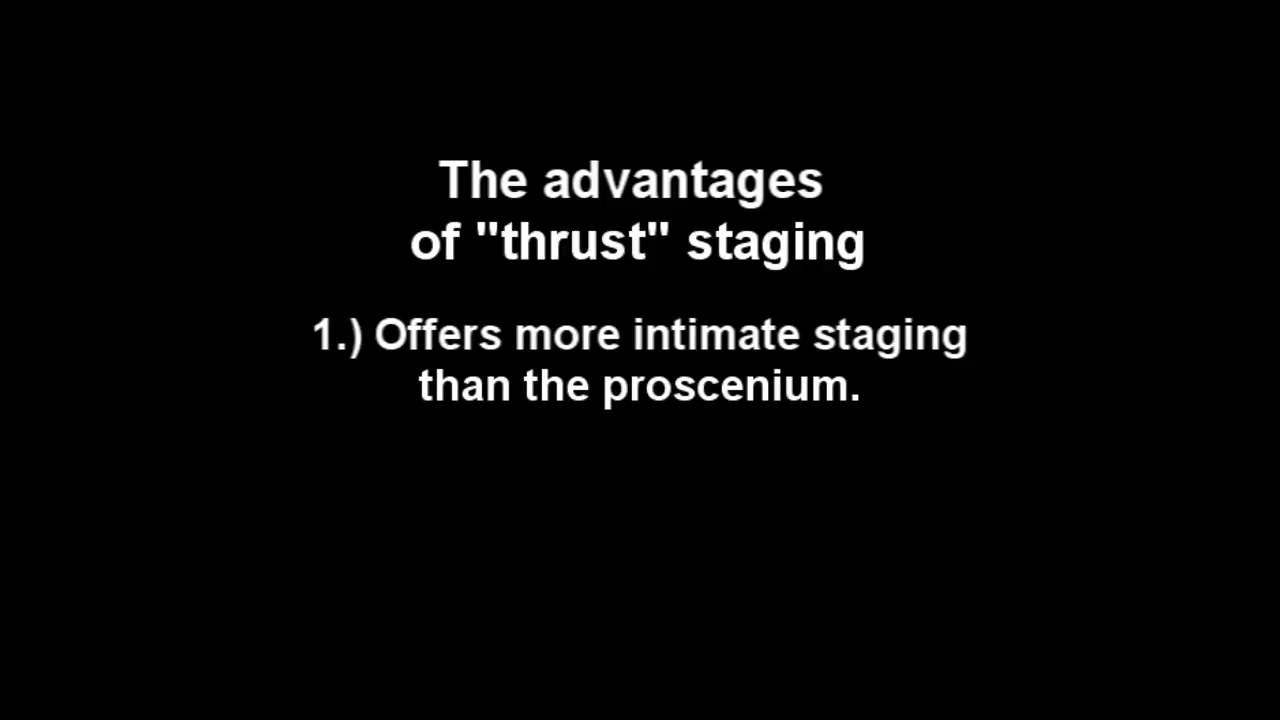 The advantages
of "thrust" staging
1.) Offers more intimate staging
than the proscenium.